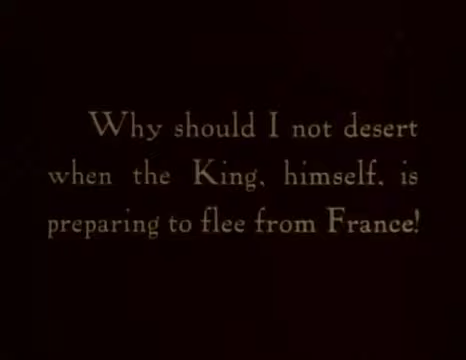 Why should I not desert
when the King, himself, is
preparing to flee from France!